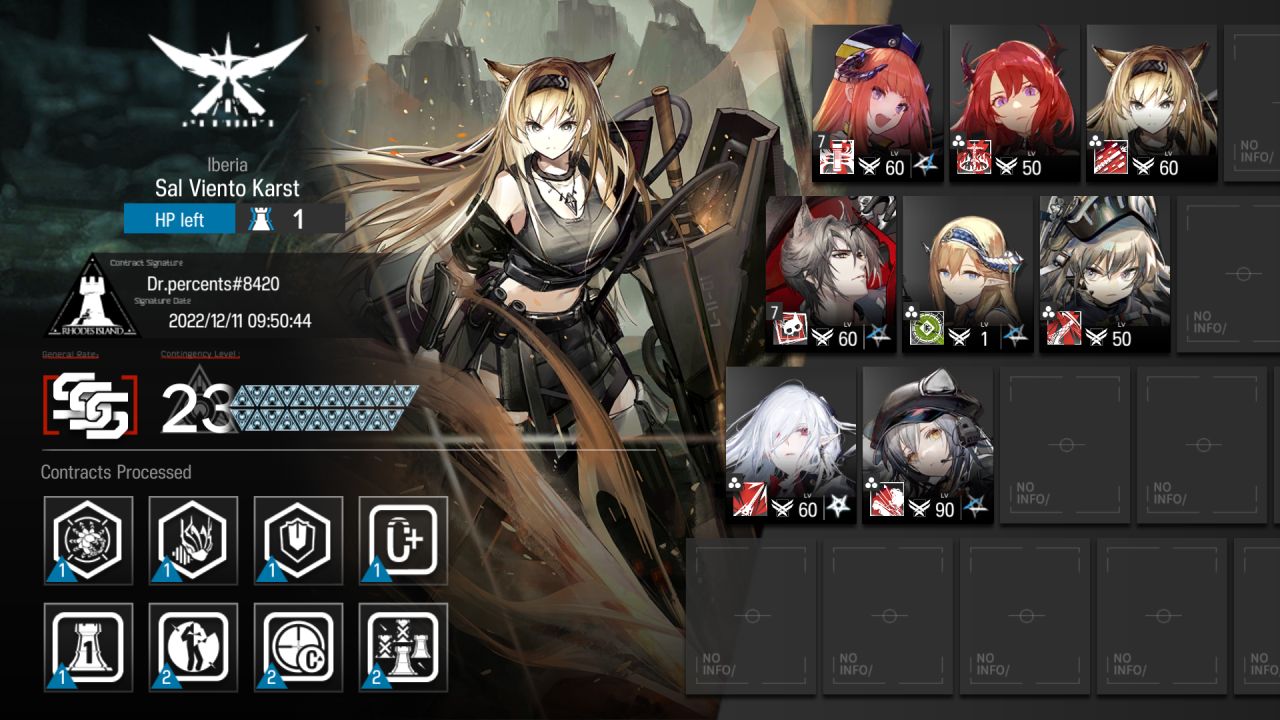 Iberia
Sal Viento Karst
HP left 1
Contract Signature
Dr.percents#8420
Signature Date
2022/12/11 09:50:44
RHODES ISLAND
General Rate:
Contingency Level:
23
Contracts Processed
1 1 1 1
1 2 2 2
7 LV 60
LV 50
LV 60
NO
INFO/
7 LV 60
LV 1
LV 50
NO
INFO/
LV 60
LV 90
NO
INFO/
NO
INFO/
NO
INFO/
NO
INFO/
NO
INFO/
NO
INFO/
NO
INFO/